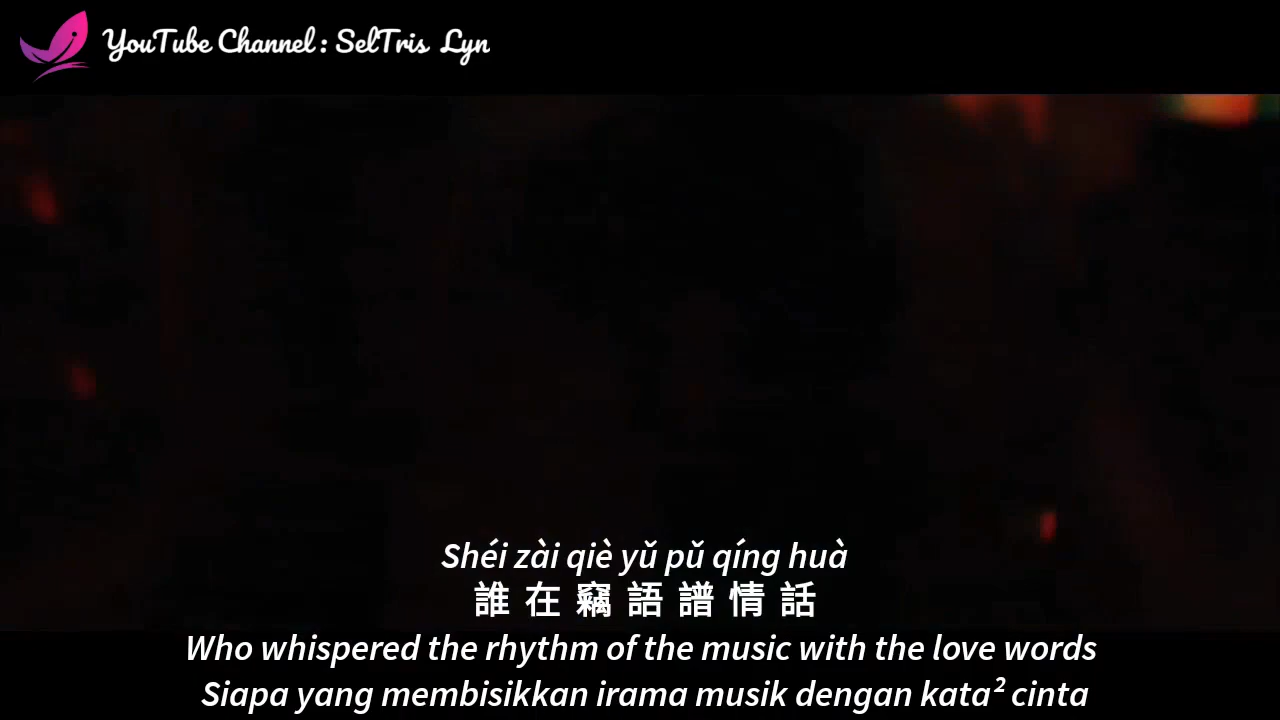 YouTube Channel : SelTris Lyn
Shéi zài qiè yǔ pǔ qíng huà
誰在竊語譜情話
Who whispered the rhythm of the music with the love words
Siapa yang membisikkan irama musik dengan kata² cinta